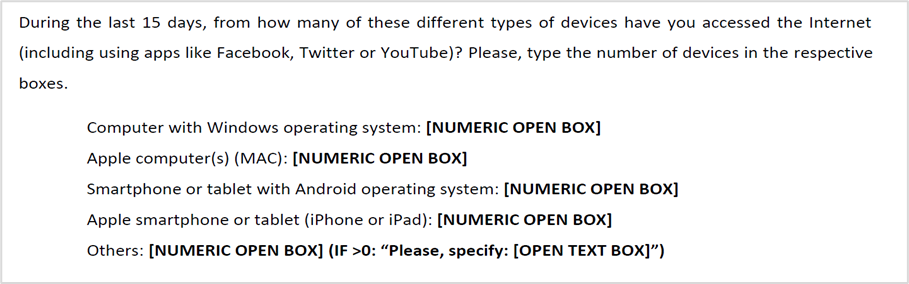 During the last 15 days, from how many of these different types of devices have you accessed the Internet
(including using apps like Facebook, Twitter or YouTube)? Please, type the number of devices in the respective
boxes.
Computer with Windows operating system: [NUMERIC OPEN BOX]
Apple computer(s) (MAC): [NUMERIC OPEN BOX]
Smartphone or tablet with Android operating system: [NUMERIC OPEN BOX]
Apple smartphone or tablet (iPhone or iPad): [NUMERIC OPEN BOX]
Others: [NUMERIC OPEN BOX] (IF >0: “Please, specify: [OPEN TEXT BOX]”)